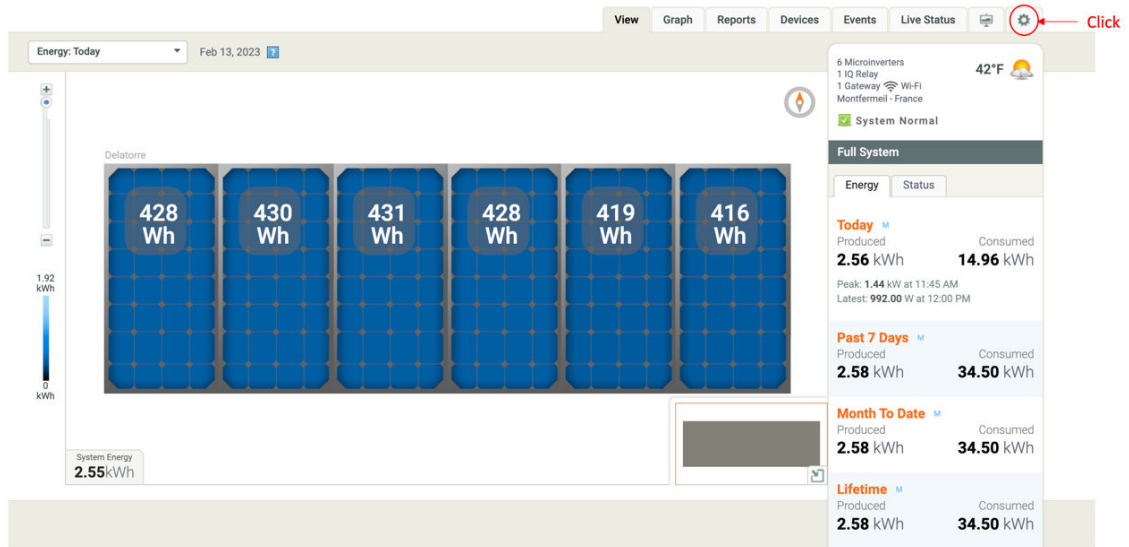 View Graph Reports Devices Events Live Status
Click
Energy: Today Feb 13, 2023 ?
6 Microinverters
1 IQ Relay
1 Gateway Wi-Fi
Montfermeil - France
42°F
System Normal
Delatorre
428 Wh
430 Wh
431 Wh
428 Wh
419 Wh
416 Wh
1.92
kWh
0
kWh
System Energy
2.55kWh
Full System
Energy Status
Today M
Produced Consumed
2.56 kWh 14.96 kWh
Peak: 1.44 kW at 11:45 AM
Latest: 992.00 W at 12:00 PM
Past 7 Days M
Produced Consumed
2.58 kWh 34.50 kWh
Month To Date M
Produced Consumed
2.58 kWh 34.50 kWh
Lifetime M
Produced Consumed
2.58 kWh 34.50 kWh